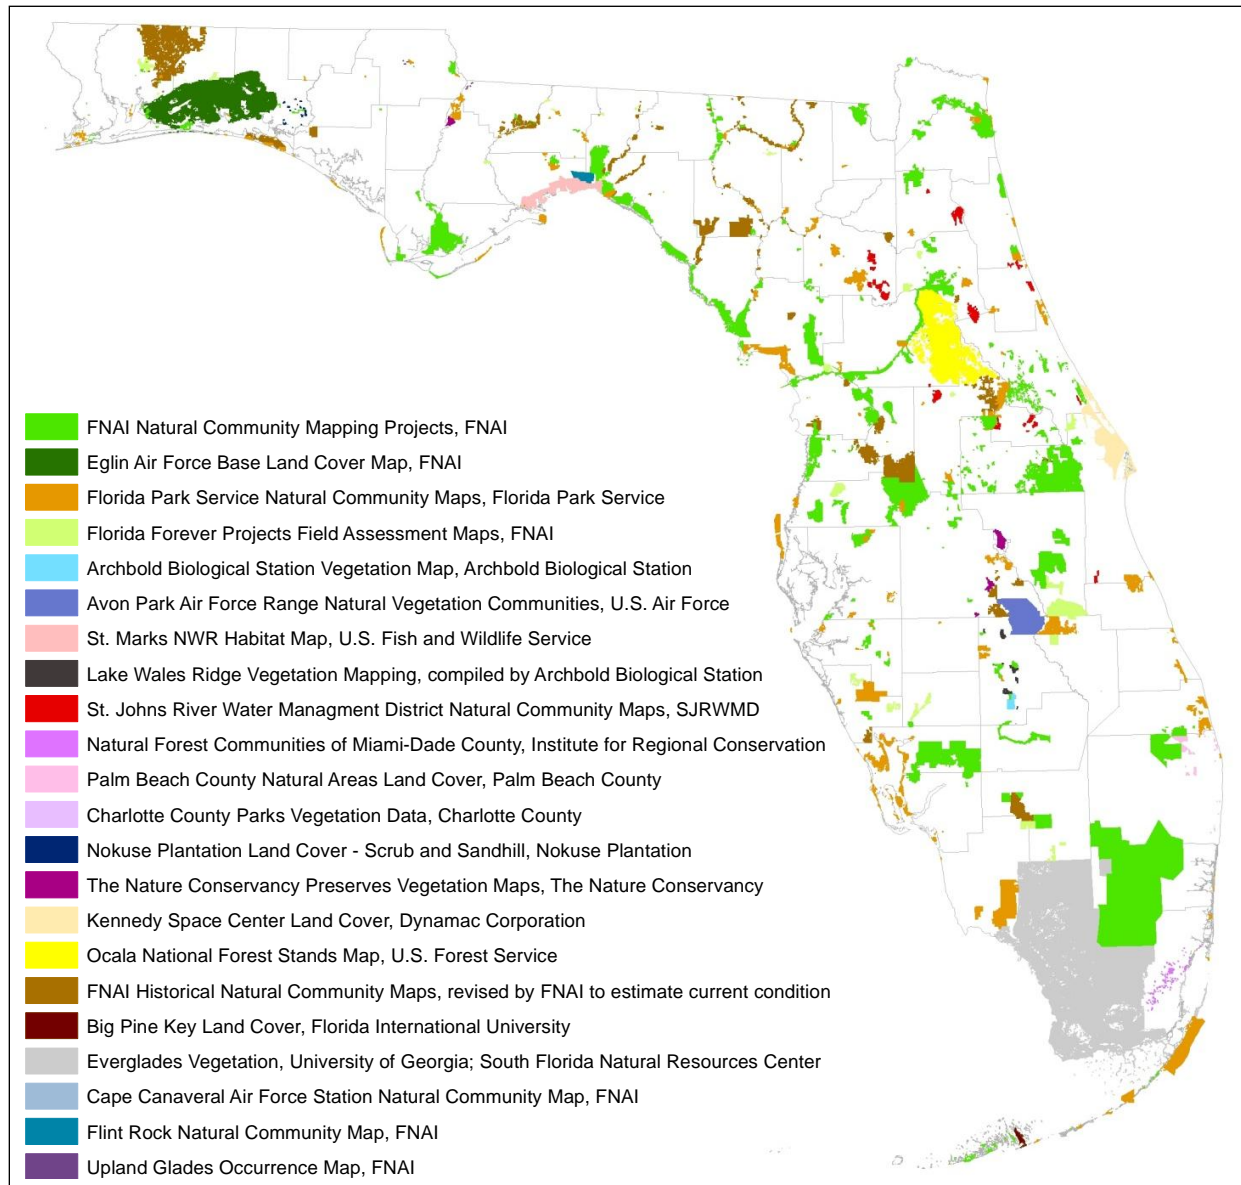 FNAI Natural Community Mapping Projects, FNAI
Eglin Air Force Base Land Cover Map, FNAI
Florida Park Service Natural Community Maps, Florida Park Service
Florida Forever Projects Field Assessment Maps, FNAI
Archbold Biological Station Vegetation Map, Archbold Biological Station
Avon Park Air Force Range Natural Vegetation Communities, U.S. Air Force
St. Marks NWR Habitat Map, U.S. Fish and Wildlife Service
Lake Wales Ridge Vegetation Mapping, compiled by Archbold Biological Station
St. Johns River Water Managment District Natural Community Maps, SJRWMD
Natural Forest Communities of Miami-Dade County, Institute for Regional Conservation
Palm Beach County Natural Areas Land Cover, Palm Beach County
Charlotte County Parks Vegetation Data, Charlotte County
Nokuse Plantation Land Cover - Scrub and Sandhill, Nokuse Plantation
The Nature Conservancy Preserves Vegetation Maps, The Nature Conservancy
Kennedy Space Center Land Cover, Dynamac Corporation
Ocala National Forest Stands Map, U.S. Forest Service
FNAI Historical Natural Community Maps, revised by FNAI to estimate current condition
Big Pine Key Land Cover, Florida International University
Everglades Vegetation, University of Georgia; South Florida Natural Resources Center
Cape Canaveral Air Force Station Natural Community Map, FNAI
Flint Rock Natural Community Map, FNAI
Upland Glades Occurrence Map, FNAI